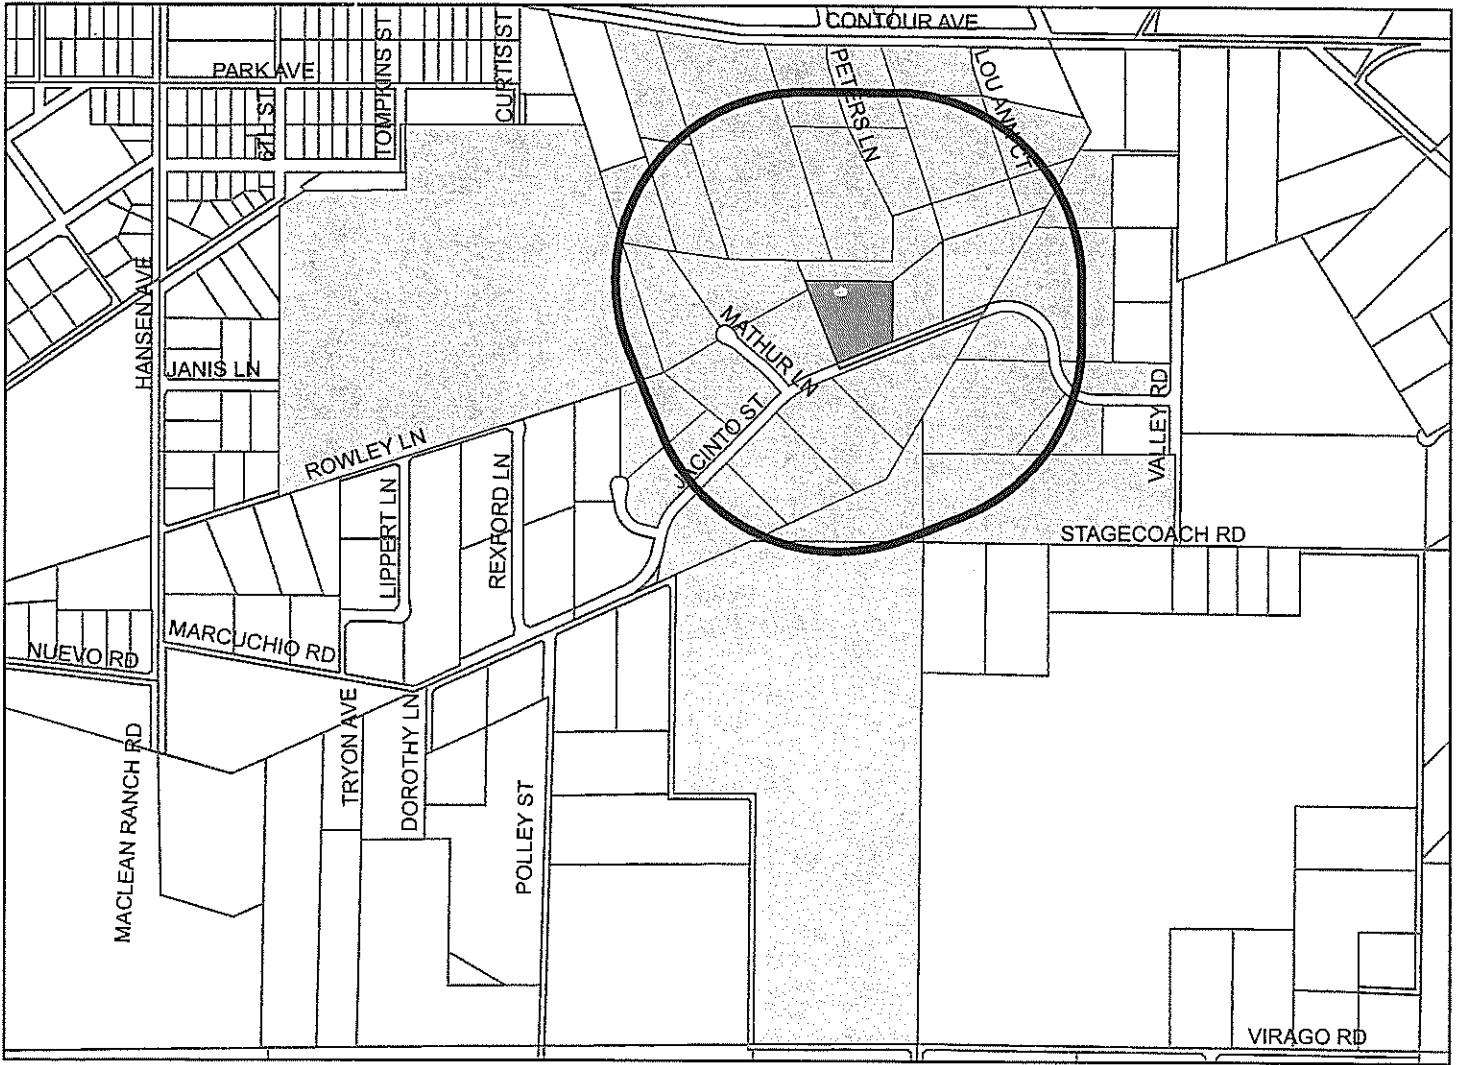 CONTOUR AVE
TOMPKINS ST
CURTIS ST
PARK AVE
PETERS LN
LOU ANN CT
6TH ST
HANSEN AVE
MATHUR LN
JANIS LN
JACINTO ST
VALLEY RD
ROWLEY LN
LIPPERT LN
REXFORD LN
STAGECOACH RD
MARCUCHIO RD
NUEVO RD
TRYON AVE
DOROTHY LN
MACLEAN RANCH RD
POLLEY ST
VIRAGO RD